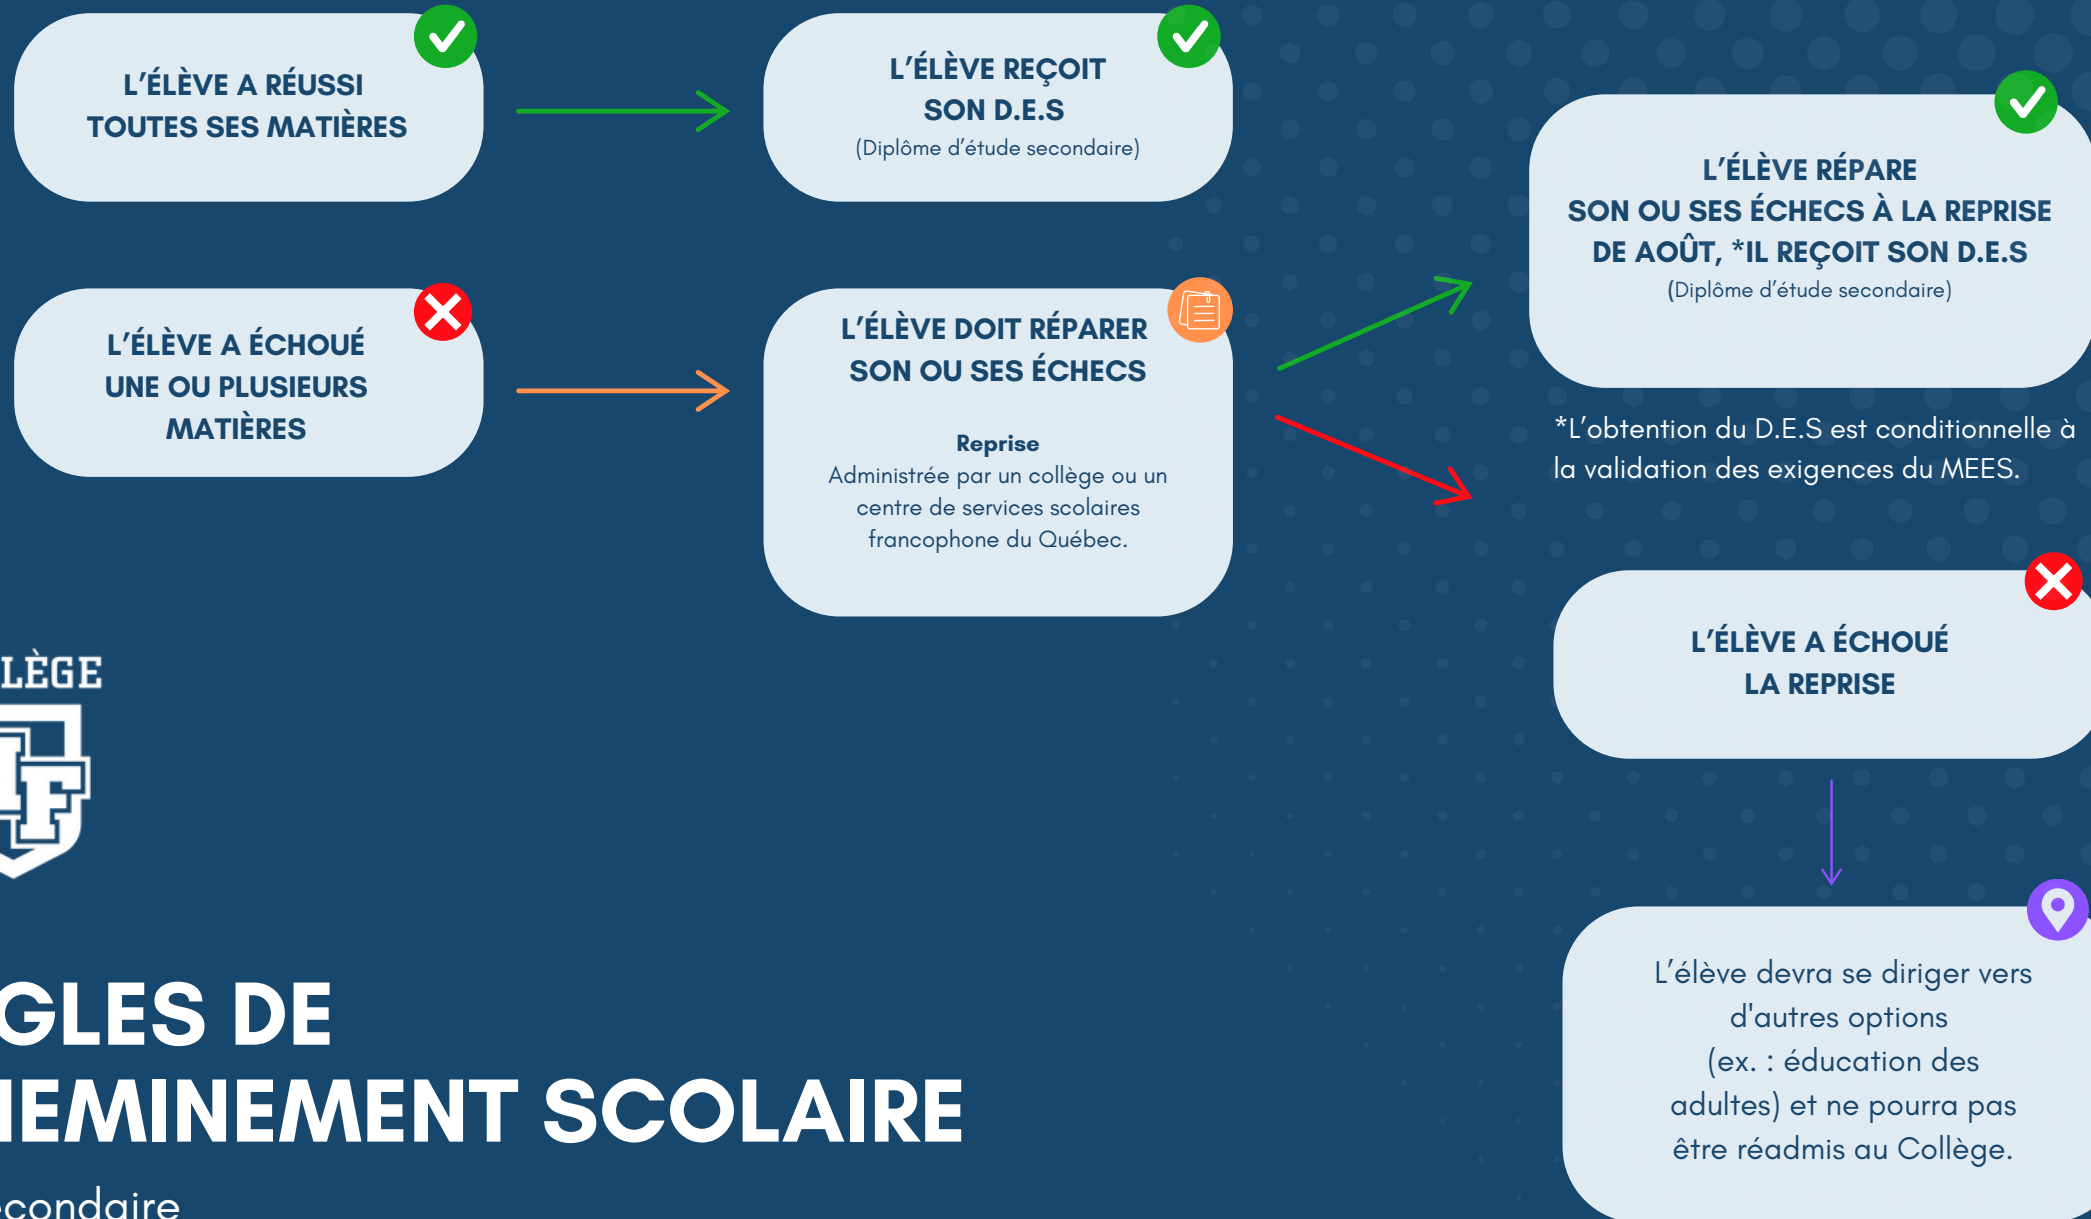 L'ÉLÈVE A RÉUSSI
TOUTES SES MATIÈRES
L'ÉLÈVE REÇOIT
SON D.E.S
(Diplôme d'étude secondaire)
L'ÉLÈVE RÉPARE
SON OU SES ÉCHECS À LA REPRISE
DE AOÛT, *IL REÇOIT SON D.E.S
(Diplôme d'étude secondaire)
*L'obtention du D.E.S est conditionnelle à
la validation des exigences du MEES.
L'ÉLÈVE A ÉCHOUÉ
UNE OU PLUSIEURS
MATIÈRES
L'ÉLÈVE DOIT RÉPARER
SON OU SES ÉCHECS
Reprise
Administrée par un collège ou un
centre de services scolaires
francophone du Québec.
L'ÉLÈVE A ÉCHOUÉ
LA REPRISE
L'élève devra se diriger vers
d'autres options
(ex. : éducation des
adultes) et ne pourra pas
être réadmis au Collège.
LÈGE
GLES DE
HEMINEMENT SCOLAIRE
econdaire